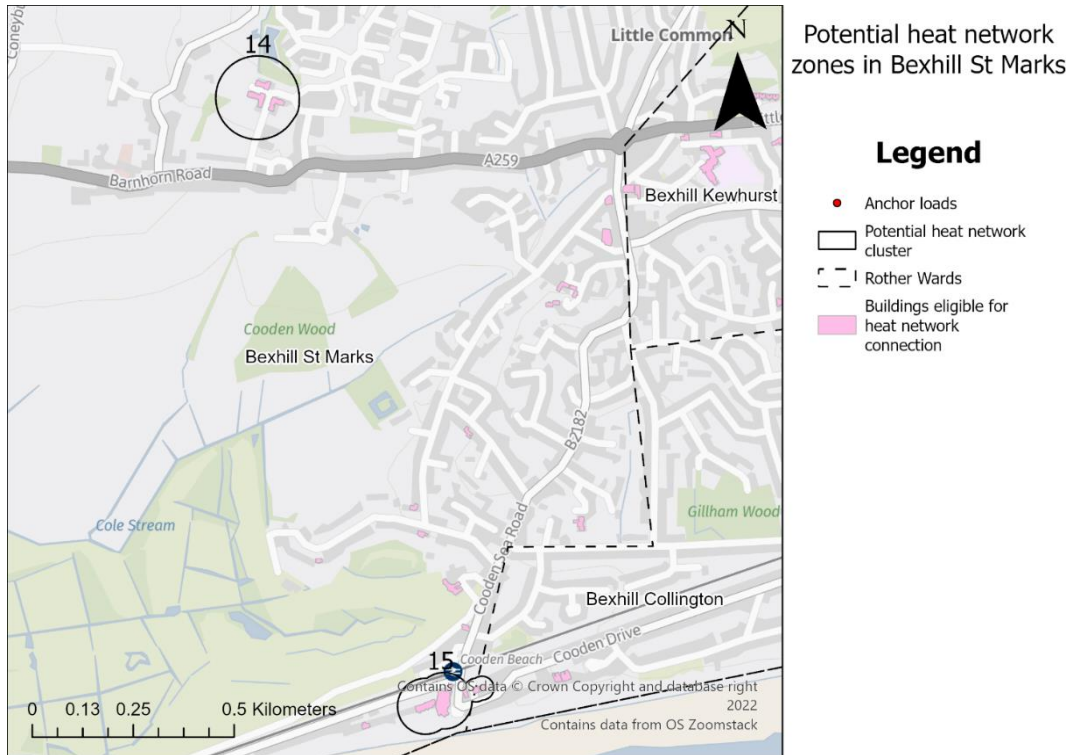 Potential heat network
zones in Bexhill St Marks
Legend
Anchor loads
Potential heat network
cluster
Rother Wards
Buildings eligible for
heat network
connection
14
Little Common
N
A259
Barnhorn Road
Bexhill Kewhurst
Cooden Wood
Bexhill St Marks
B2182
Cole Stream
Gillham Wood
Cooden Sea Road
Bexhill Collington
Cooden Drive
15
Cooden Beach
Contains OS data © Crown Copyright and database right
2022
Contains data from OS Zoomstack
0 0.13 0.25 0.5 Kilometers